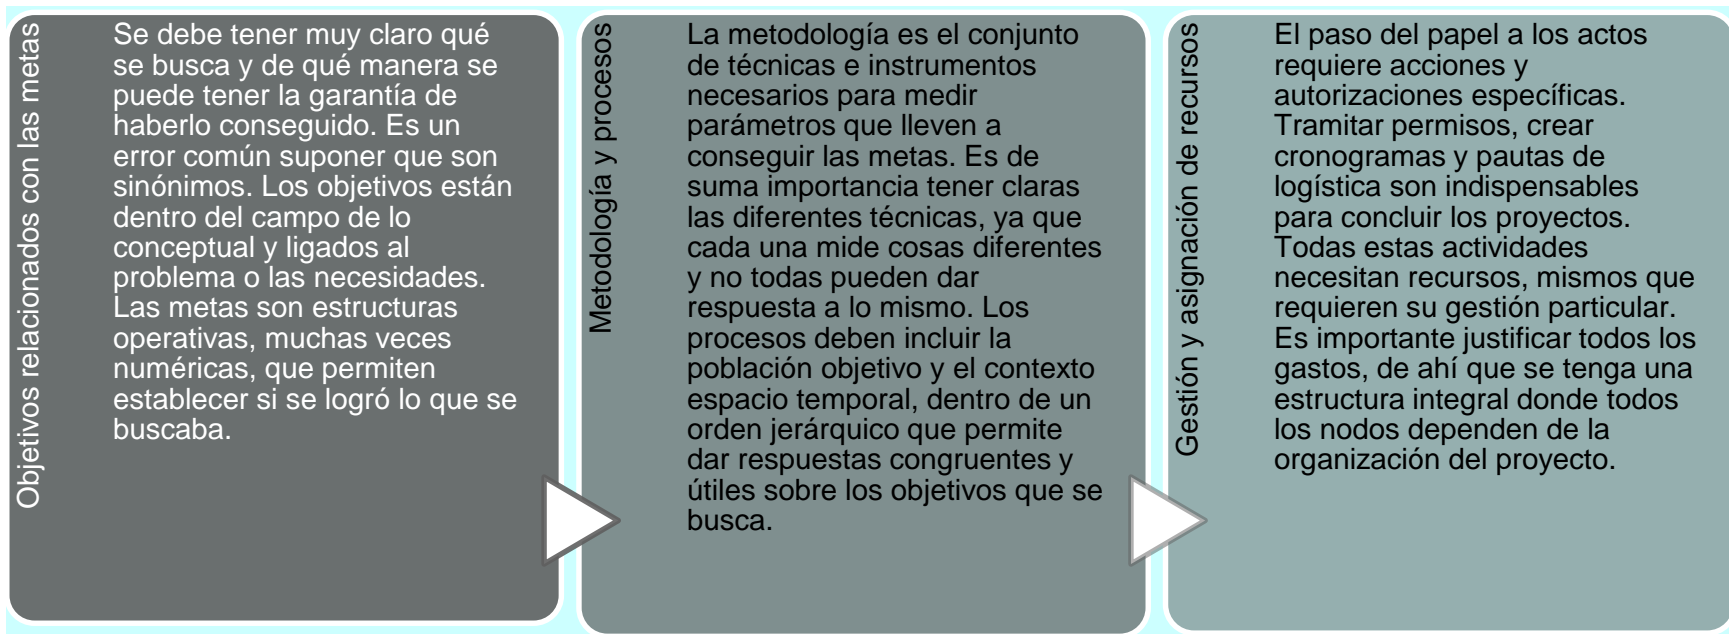 Objetivos relacionados con las metas
Se debe tener muy claro qué
se busca y de qué manera se
puede tener la garantía de
haberlo conseguido. Es un
error común suponer que son
sinónimos. Los objetivos están
dentro del campo de lo
conceptual y ligados al
problema o las necesidades.
Las metas son estructuras
operativas, muchas veces
numéricas, que permiten
establecer si se logró lo que se
buscaba.
Metodología y procesos
La metodología es el conjunto
de técnicas e instrumentos
necesarios para medir
parámetros que lleven a
conseguir las metas. Es de
suma importancia tener claras
las diferentes técnicas, ya que
cada una mide cosas diferentes
y no todas pueden dar
respuesta a lo mismo. Los
procesos deben incluir la
población objetivo y el contexto
espacio temporal, dentro de un
orden jerárquico que permite
dar respuestas congruentes y
útiles sobre los objetivos que se
busca.
Gestión y asignación de recursos
El paso del papel a los actos
requiere acciones y
autorizaciones específicas.
Tramitar permisos, crear
cronogramas y pautas de
logística son indispensables
para concluir los proyectos.
Todas estas actividades
necesitan recursos, mismos que
requieren su gestión particular.
Es importante justificar todos los
gastos, de ahí que se tenga una
estructura integral donde todos
los nodos dependen de la
organización del proyecto.